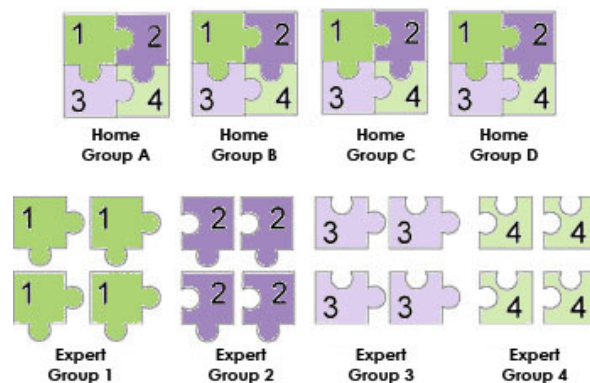 1 2 1 2 1 2 1 2
3 4 3 4 3 4 3 4
Home Home Home Home
Group A Group B Group C Group D
1 1 2 2 3 3 4 4
1 1 2 2 3 3 4 4
Expert Expert Expert Expert
Group 1 Group 2 Group 3 Group 4